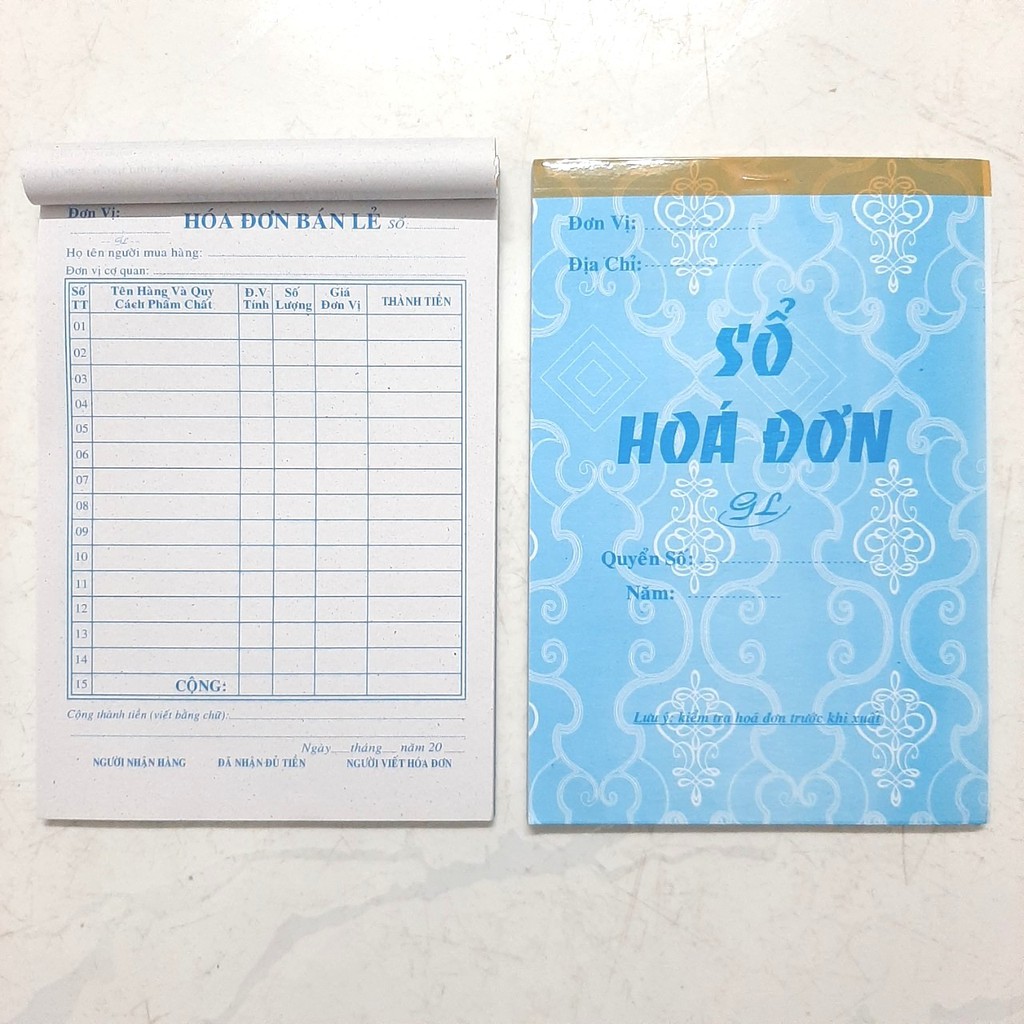 Đơn Vị:
HÓA ĐƠN BÁN LẺ SỐ:
GL
Họ tên người mua hàng:
Đơn vị cơ quan:
Số TT Tên Hàng Và Quy Cách Phẩm Chất Đ.V Tính Số Lượng Giá Đơn Vị THÀNH TIỀN
01
02
03
04
05
06
07
08
09
10
11
12
13
14
15 CỘNG:
Cộng thành tiền (viết bằng chữ):
Ngày tháng năm 20
NGƯỜI NHẬN HÀNG ĐÃ NHẬN ĐỦ TIỀN NGƯỜI VIẾT HÓA ĐƠN
Đơn Vị:
Địa Chỉ:
SỔ
HOÁ ĐƠN
GL
Quyển Số:
Năm:
Lưu ý: kiểm tra hoá đơn trước khi xuất